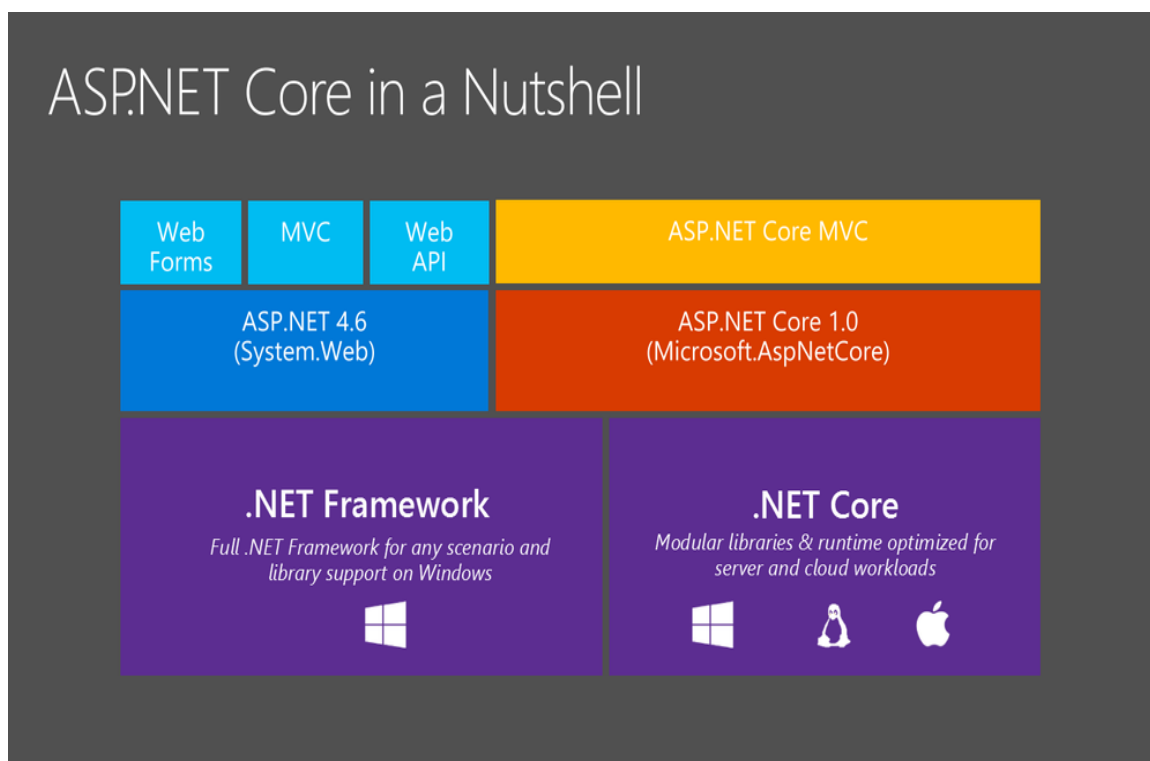 ASP.NET Core in a Nutshell
Web
Forms
MVC
Web
API
ASP.NET Core MVC
ASP.NET 4.6
(System.Web)
ASP.NET Core 1.0
(Microsoft.AspNetCore)
.NET Framework
Full .NET Framework for any scenario and
library support on Windows
.NET Core
Modular libraries & runtime optimized for
server and cloud workloads